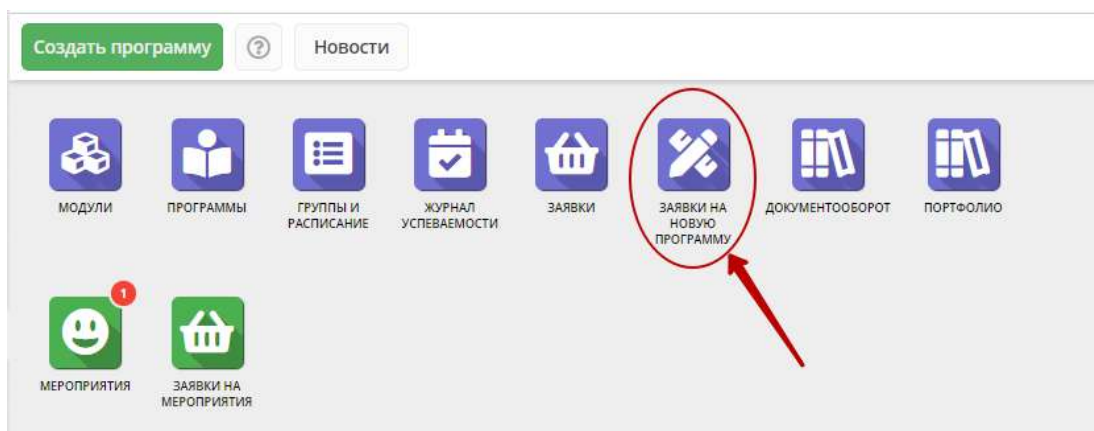 Создать программу ? Новости
МОДУЛИ
ПРОГРАММЫ
ГРУППЫ И
РАСПИСАНИЕ
ЖУРНАЛ
УСПЕВАЕМОСТИ
ЗАЯВКИ
ЗАЯВКИ НА
НОВУЮ
ПРОГРАММУ
ДОКУМЕНТООБОРОТ
ПОРТФОЛИО
1
МЕРОПРИЯТИЯ
ЗАЯВКИ НА
МЕРОПРИЯТИЯ